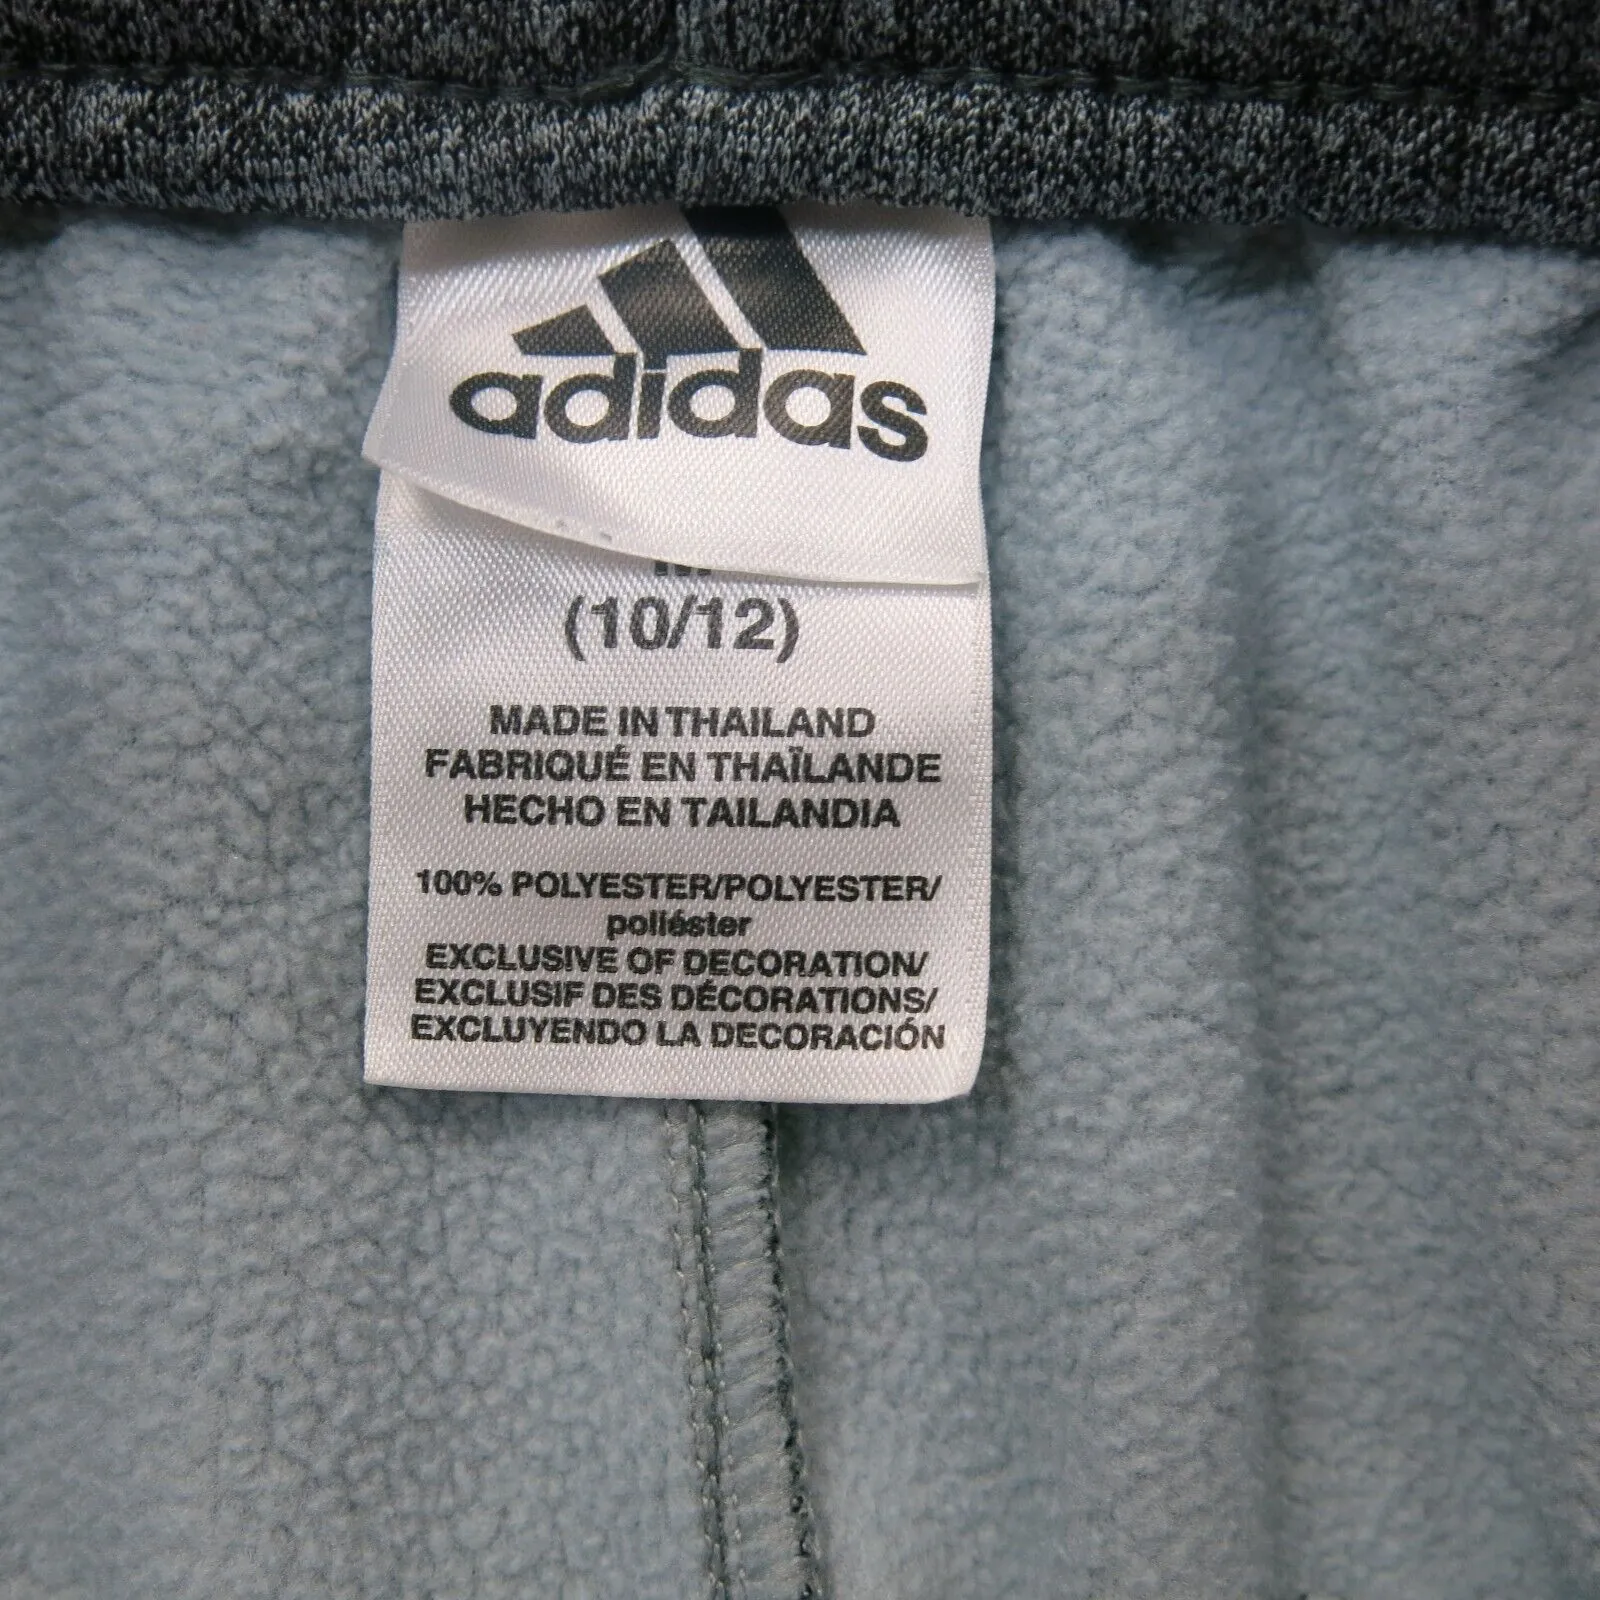 adidas
(10/12)
MADE IN THAILAND
FABRIQUÉ EN THAÏLANDE
HECHO EN TAILANDIA
100% POLYESTER/POLYESTER/
poliéster
EXCLUSIVE OF DECORATION/
EXCLUSIF DES DÉCORATIONS/
EXCLUYENDO LA DECORACIÓN